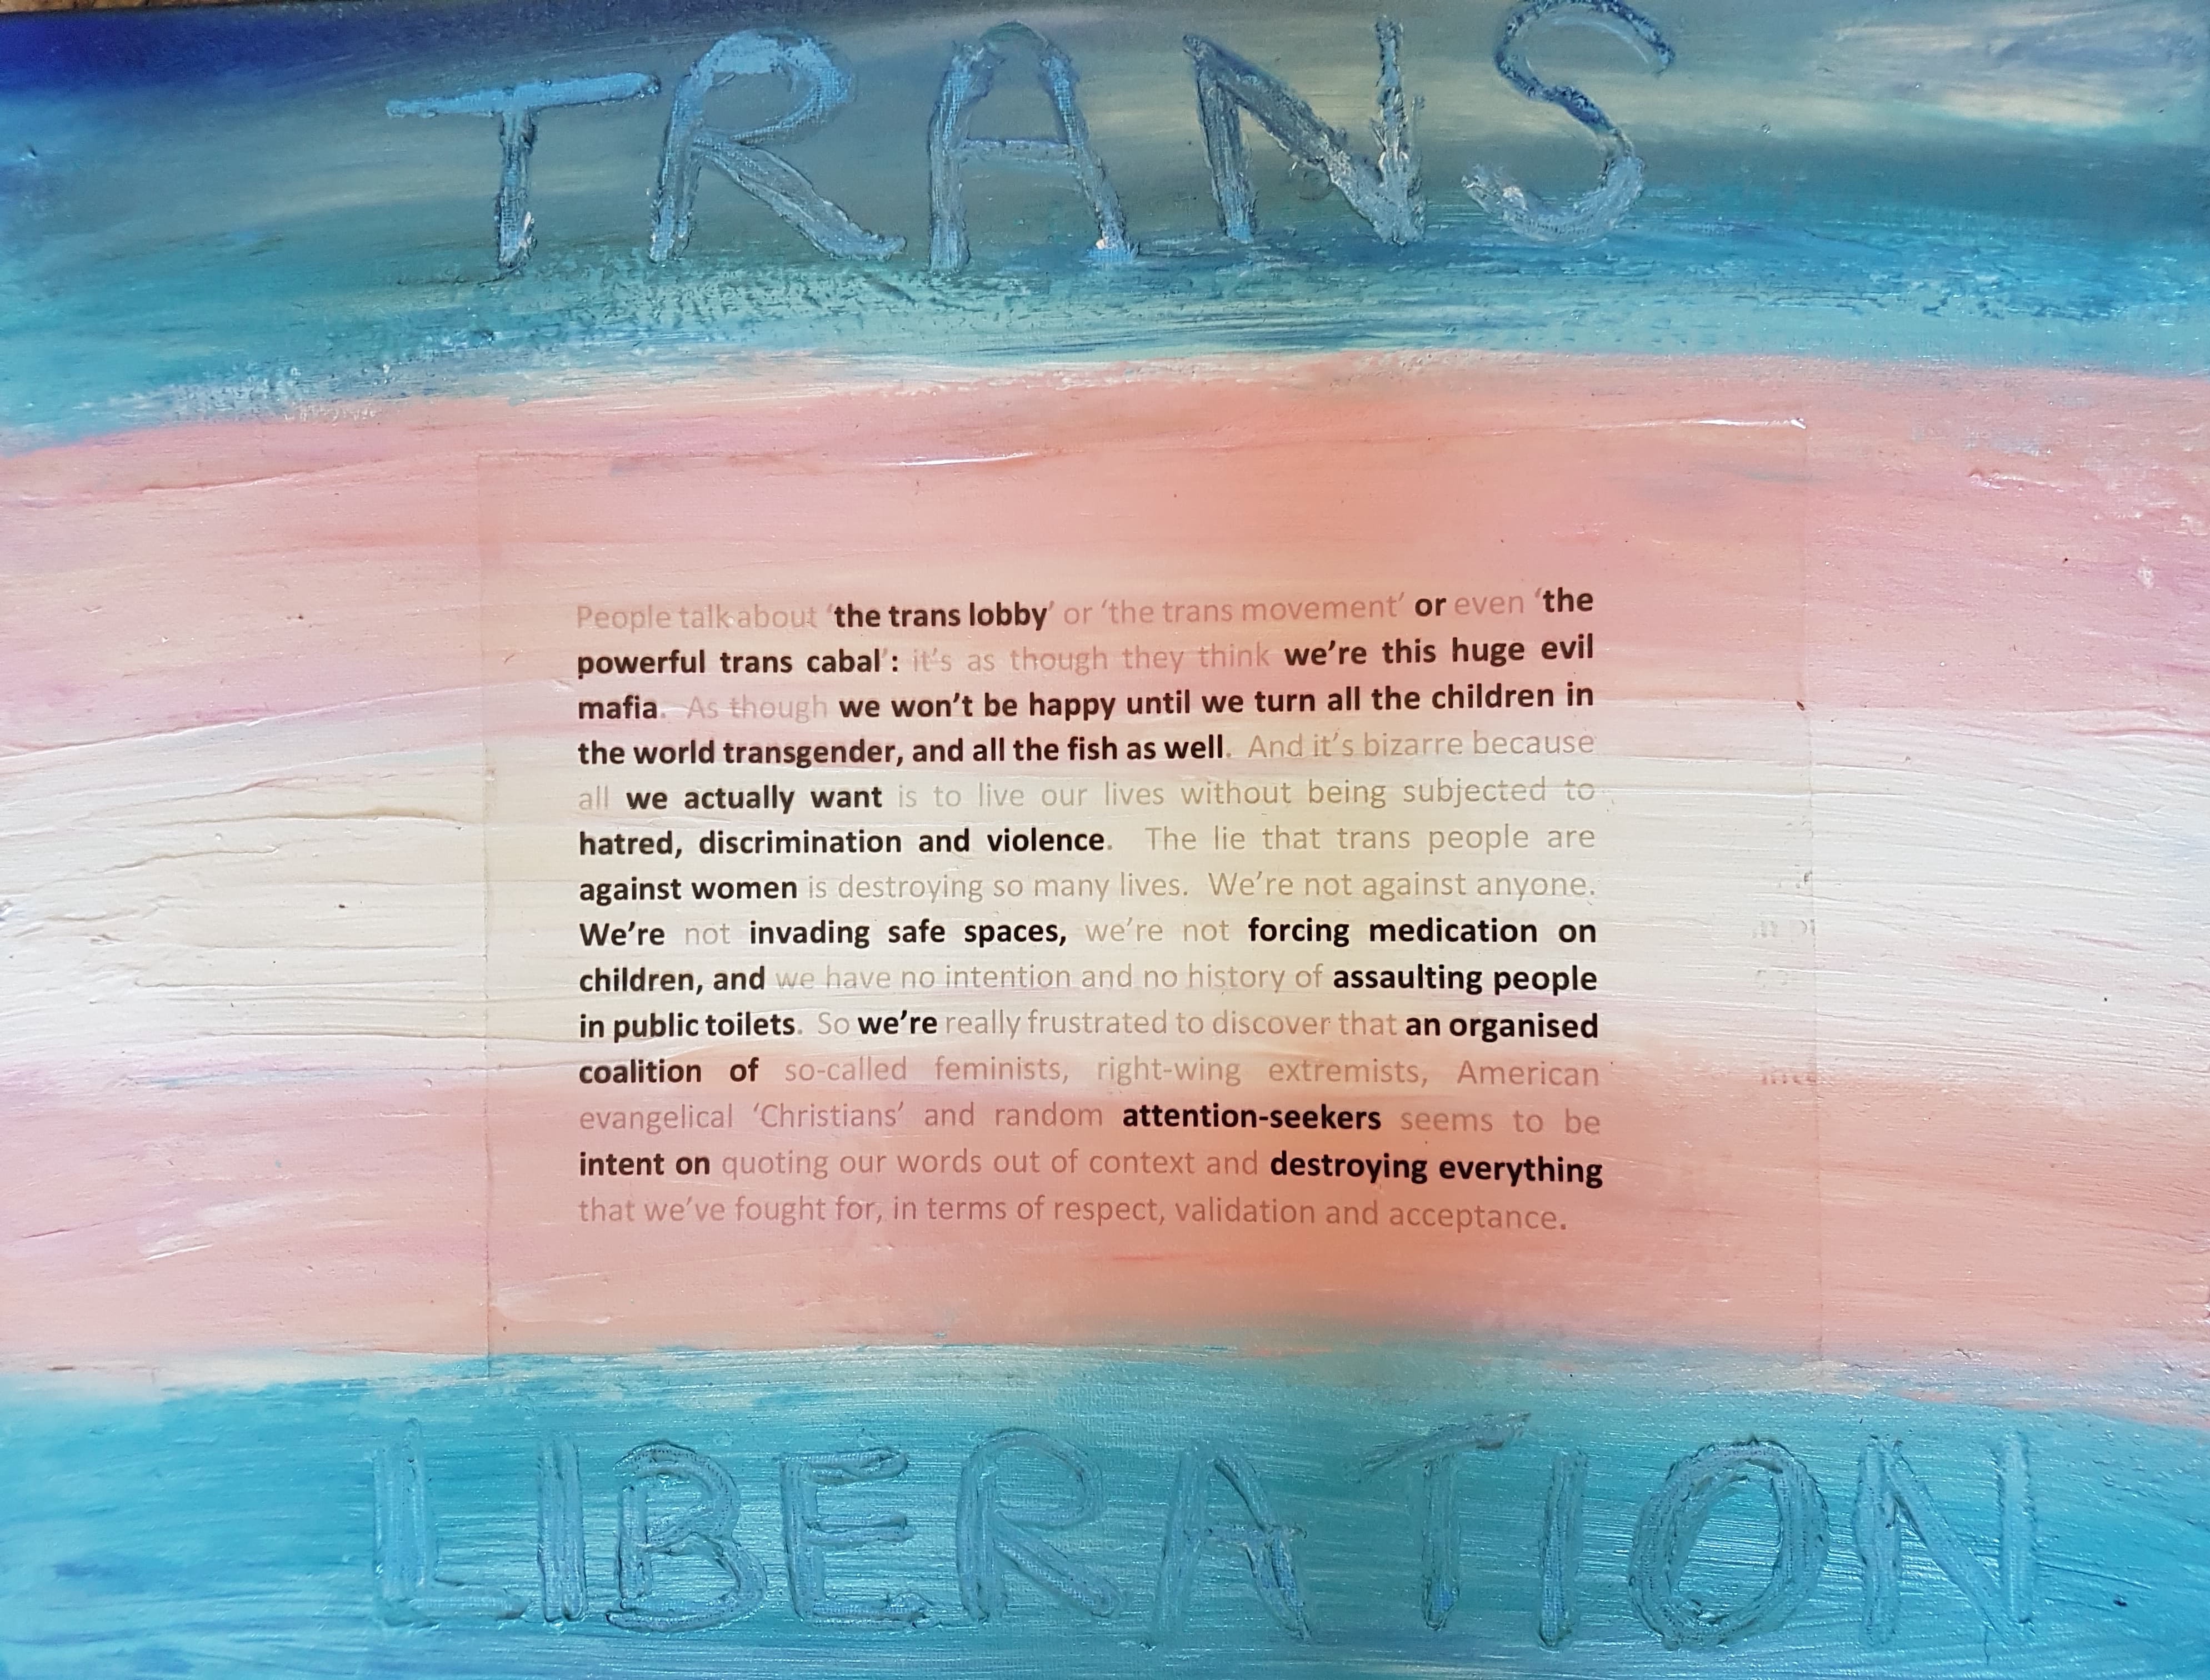 TRANS
People talk about ‘the trans lobby’ or ‘the trans movement’ or even ‘the
powerful trans cabal’: it’s as though they think we’re this huge evil
mafia. As though we won’t be happy until we turn all the children in
the world transgender, and all the fish as well. And it’s bizarre because
all we actually want is to live our lives without being subjected to
hatred, discrimination and violence. The lie that trans people are
against women is destroying so many lives. We’re not against anyone.
We’re not invading safe spaces, we’re not forcing medication on
children, and we have no intention and no history of assaulting people
in public toilets. So we’re really frustrated to discover that an organised
coalition of so-called feminists, right-wing extremists, American
evangelical ‘Christians’ and random attention-seekers seems to be
intent on quoting our words out of context and destroying everything
that we’ve fought for, in terms of respect, validation and acceptance.
LIBERATION